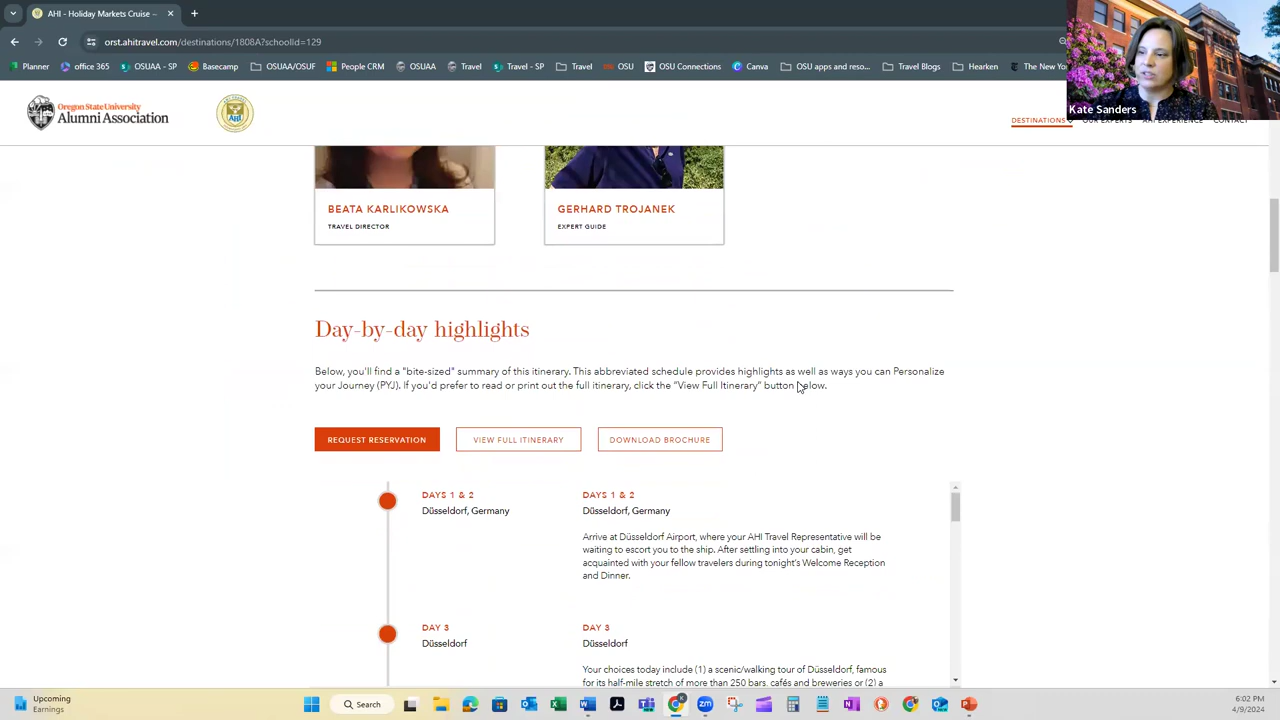 AHI - Holiday Markets Cruise -
orst.ahitravel.com/destinations/1808A?schoolId=129
Planner office 365 OSUAA - SP Basecamp OSUAA/OSUF People CRM OSUAA Travel Travel - SP Travel OSU OSU Connections Canva OSU apps and reso... Travel Blogs Hearken The New
Kate Sanders
Oregon State University
Alumni Association
DESTINATIONS OUR EXPERTS AHI EXPERIENCE CONTACT
BEATA KARLIKOWSKA
TRAVEL DIRECTOR
GERHARD TROJANEK
EXPERT GUIDE
Day-by-day highlights
Below, you'll find a "bite-sized" summary of this itinerary. This abbreviated schedule provides highlights as well as ways you can Personalize
your Journey (PYJ). If you'd prefer to read or print out the full itinerary, click the "View Full Itinerary" button below.
REQUEST RESERVATION
VIEW FULL ITINERARY
DOWNLOAD BROCHURE
DAYS 1 & 2
Düsseldorf, Germany
DAYS 1 & 2
Düsseldorf, Germany
Arrive at Düsseldorf Airport, where your AHI Travel Representative will
be waiting to escort you to the ship. After settling into your cabin, get
acquainted with your fellow travelers during tonight's Welcome Reception
and Dinner.
DAY 3
Düsseldorf
DAY 3
Düsseldorf
Your choices today include (1) a scenic/walking tour of Düsseldorf, famous
for its half-mile stretch of more than 250 bars, cafés and breweries or (2) a
Upcoming
Earnings
Search
6:02 PM
4/9/2024